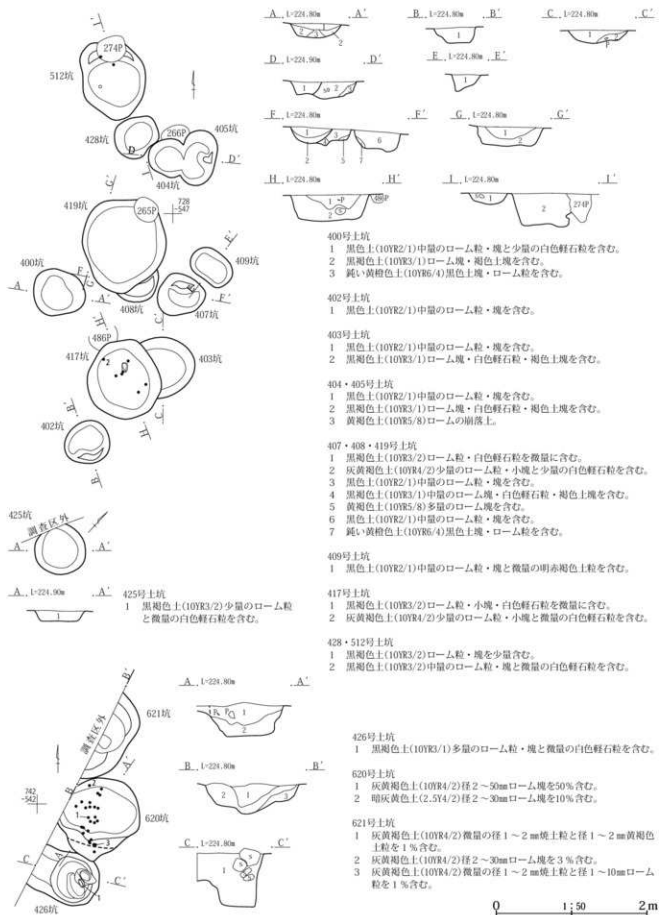 274P
512坑
428坑
266P
405坑
D
D′
404坑
G′
419坑
265P
728
-547
400坑
F
G
E′
409坑
A
A′
408坑
C′
407坑
F′
H′
486P
417坑
2
403坑
B′
H
C
402坑
B
425坑
調査区外
A
A′
A L=224.90m A′
1
425号土坑
1 黒褐色土(10YR3/2)少量のローム粒
と微量の白色軽石粒を含む。
A L=224.80m A′
2
1
3
2
B L=224.80m B′
1
C L=224.80m C′
1
2
P
D L=224.90m D′
1
S
2
3
E L=224.80m E′
1
F L=224.80m F′
1
3
6
2
4
5
7
G L=224.80m G′
1
2
H L=224.80m H′
1
P
S
2
486P
I L=224.80m I′
S
1
2
274P
400号土坑
1 黒色土(10YR2/1)中量のローム粒・塊と少量の白色軽石粒を含む。
2 黒褐色土(10YR3/1)ローム塊・褐色土塊を含む。
3 鈍い黄橙色土(10YR6/4)黒色土塊・ローム粒を含む。
402号土坑
1 黒色土(10YR2/1)中量のローム粒・塊を含む。
403号土坑
1 黒色土(10YR2/1)中量のローム粒・塊を含む。
2 黒褐色土(10YR3/1)ローム塊・白色軽石粒・褐色土塊を含む。
404・405号土坑
1 黒色土(10YR2/1)中量のローム粒・塊を含む。
2 黒褐色土(10YR3/1)ローム塊・白色軽石粒・褐色土塊を含む。
3 黄褐色土(10YR5/8)ロームの崩落土。
407・408・419号土坑
1 黒褐色土(10YR3/2)ローム粒・白色軽石粒を微量に含む。
2 灰黄褐色土(10YR4/2)少量のローム粒・小塊と少量の白色軽石粒を含む。
3 黒色土(10YR2/1)中量のローム粒・塊を含む。
4 黒褐色土(10YR3/1)中量のローム塊・白色軽石粒・褐色土塊を含む。
5 黄褐色土(10YR5/8)多量のローム塊を含む。
6 黒色土(10YR2/1)中量のローム粒・塊を含む。
7 鈍い黄橙色土(10YR6/4)黒色土塊・ローム粒を含む。
409号土坑
1 黒色土(10YR2/1)中量のローム粒・塊と微量の明赤褐色土粒を含む。
417号土坑
1 黒褐色土(10YR3/2)ローム粒・小塊・白色軽石粒を微量に含む。
2 灰黄褐色土(10YR4/2)少量のローム粒・小塊と微量の白色軽石粒を含む。
428・512号土坑
1 黒褐色土(10YR3/2)ローム粒・塊を少量含む。
2 黒褐色土(10YR3/2)中量のローム粒・塊と微量の白色軽石粒を含む。
B′
調査区外
621坑
A′
742
-542
B
2
1
620坑
3
C
A
C′
426坑
1
A L=224.80m A′
P
P
1
2
B L=224.80m B′
2
1
3
C L=224.80m C′
1
S
S
426号土坑
1 黒褐色土(10YR3/1)多量のローム粒・塊と微量の白色軽石粒を含む。
620号土坑
1 灰黄褐色土(10YR4/2)径2～50㎜ローム塊を50％含む。
2 暗灰黄色土(2.5Y4/2)径2～30㎜ローム塊を10％含む。
621号土坑
1 灰黄褐色土(10YR4/2)微量の径1～2㎜焼土粒と径1～2㎜黄褐色
土粒を1％含む。
2 灰黄褐色土(10YR4/2)径2～30㎜ローム塊を3％含む。
3 灰黄褐色土(10YR4/2)微量の径1～2㎜焼土粒と径1～10㎜ローム
粒を1％含む。
0 1:50 2m